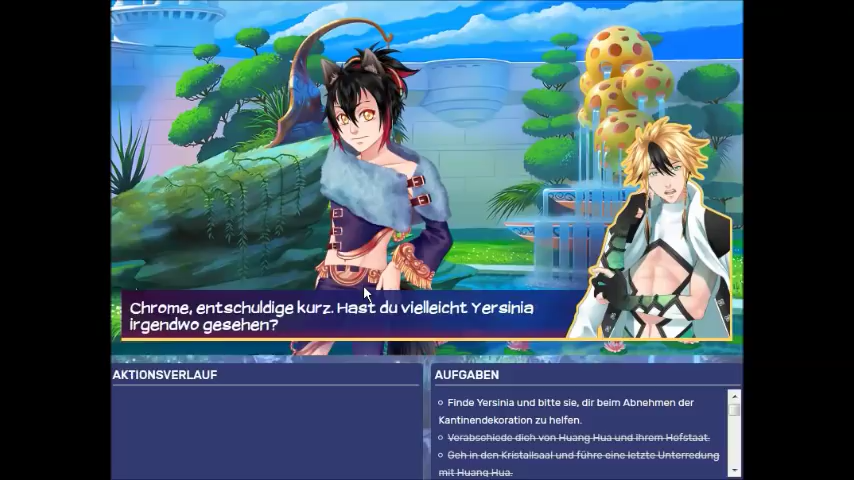 Chrome, entschuldige kurz. Hast du vielleicht Yersinia
irgendwo gesehen?
AKTIONSVERLAUF
AUFGABEN
Finde Yersinia und bitte sie, dir beim Abnehmen der
Kantinendekoration zu helfen.
Verabschiede dich von Huang Hua und ihrem Hofstaat.
Geh in den Kristallsaal und führe eine letzte Unterredung
mit Huang Hua.